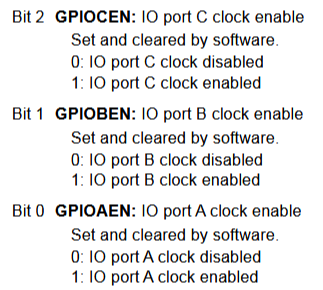 Bit 2 GPIOCEN: IO port C clock enable
Set and cleared by software.
0: IO port C clock disabled
1: IO port C clock enabled
Bit 1 GPIOBEN: IO port B clock enable
Set and cleared by software.
0: IO port B clock disabled
1: IO port B clock enabled
Bit 0 GPIOAEN: IO port A clock enable
Set and cleared by software.
0: IO port A clock disabled
1: IO port A clock enabled